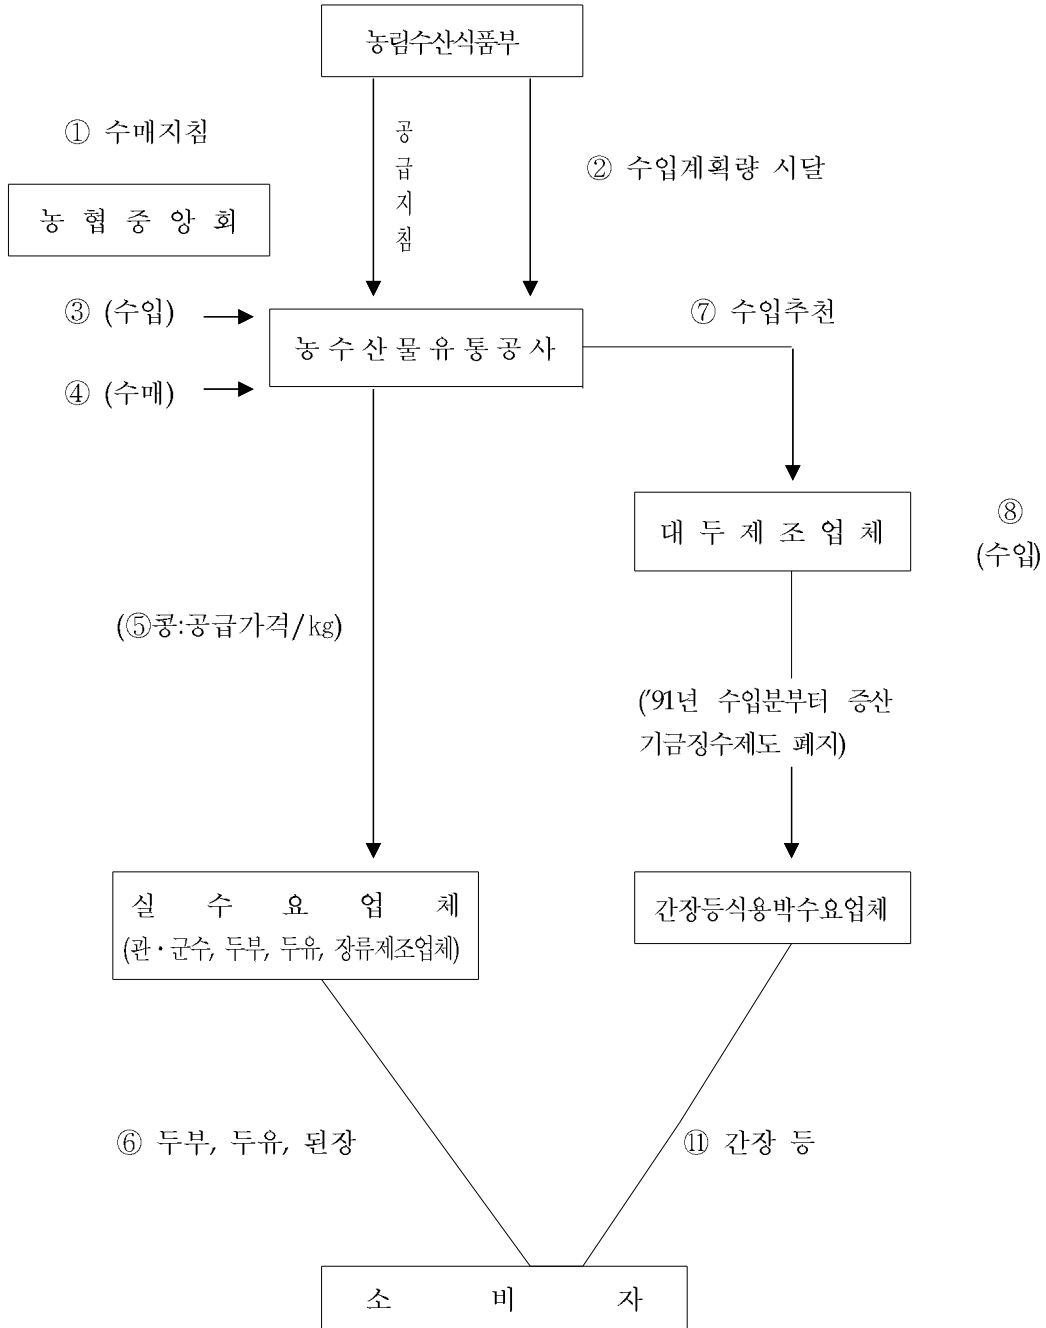 농림수산식품부
① 수매지침
공급지침
② 수입계획량 시달
농 협 중 앙 회
③ (수입)
⑦ 수입추천
농 수 산 물 유 통 공 사
④ (수매)
대 두 제 조 업 체
⑧
(수입)
(⑤콩:공급가격/kg)
('91년 수입분부터 증산
기금징수제도 폐지)
실 수 요 업 체
(관·군수, 두부, 두유, 장류제조업체)
간장등식용박수요업체
⑥ 두부, 두유, 된장
⑪ 간장 등
소 비 자